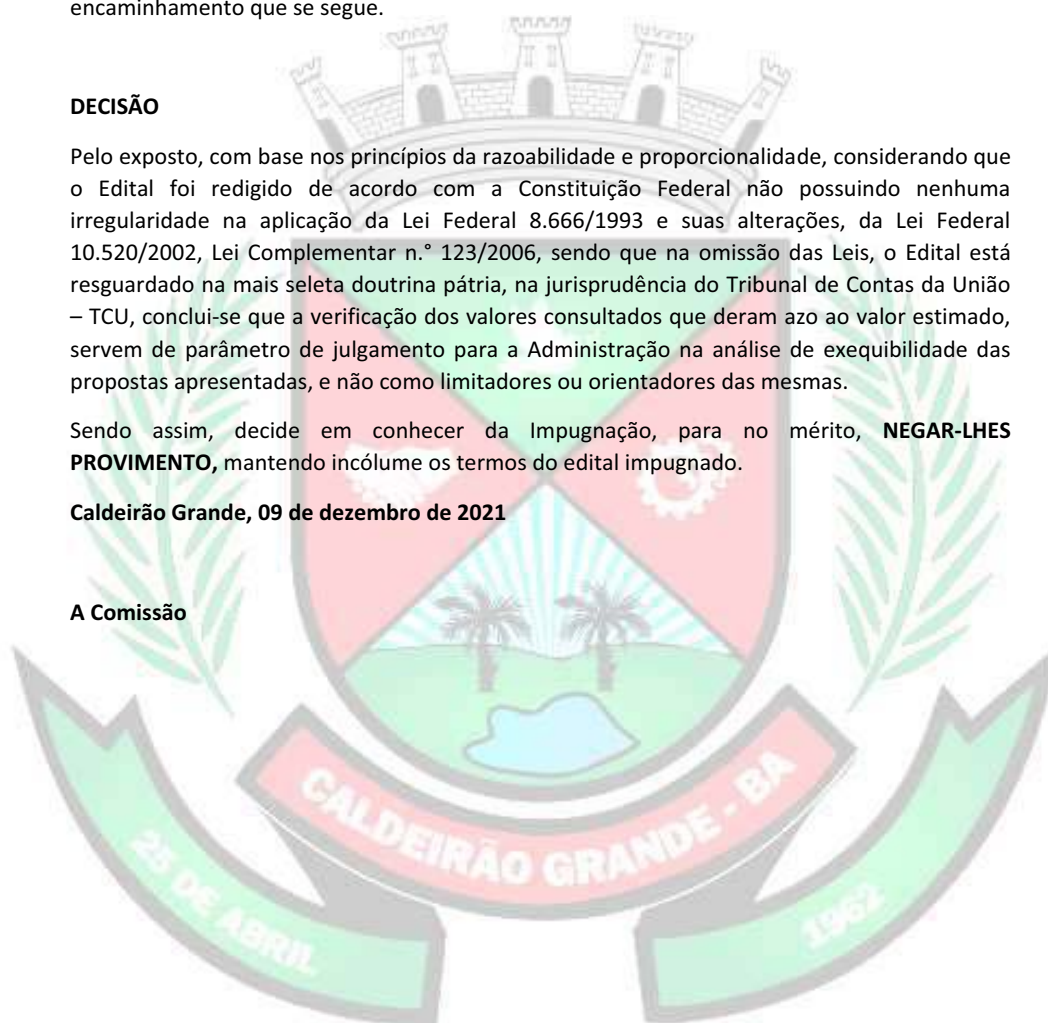 encaminhamento que se segue.
DECISÃO
Pelo exposto, com base nos princípios da razoabilidade e proporcionalidade, considerando que
o Edital foi redigido de acordo com a Constituição Federal não possuindo nenhuma
irregularidade na aplicação da Lei Federal 8.666/1993 e suas alterações, da Lei Federal
10.520/2002, Lei Complementar n.° 123/2006, sendo que na omissão das Leis, o Edital está
resguardado na mais seleta doutrina pátria, na jurisprudência do Tribunal de Contas da União
– TCU, conclui-se que a verificação dos valores consultados que deram azo ao valor estimado,
servem de parâmetro de julgamento para a Administração na análise de exequibilidade das
propostas apresentadas, e não como limitadores ou orientadores das mesmas.
Sendo assim, decide em conhecer da Impugnação, para no mérito, NEGAR-LHES
PROVIMENTO, mantendo incólume os termos do edital impugnado.
Caldeirão Grande, 09 de dezembro de 2021
A Comissão
CALDEIRÃO GRANDE - BA
25 DE ABRIL
1962